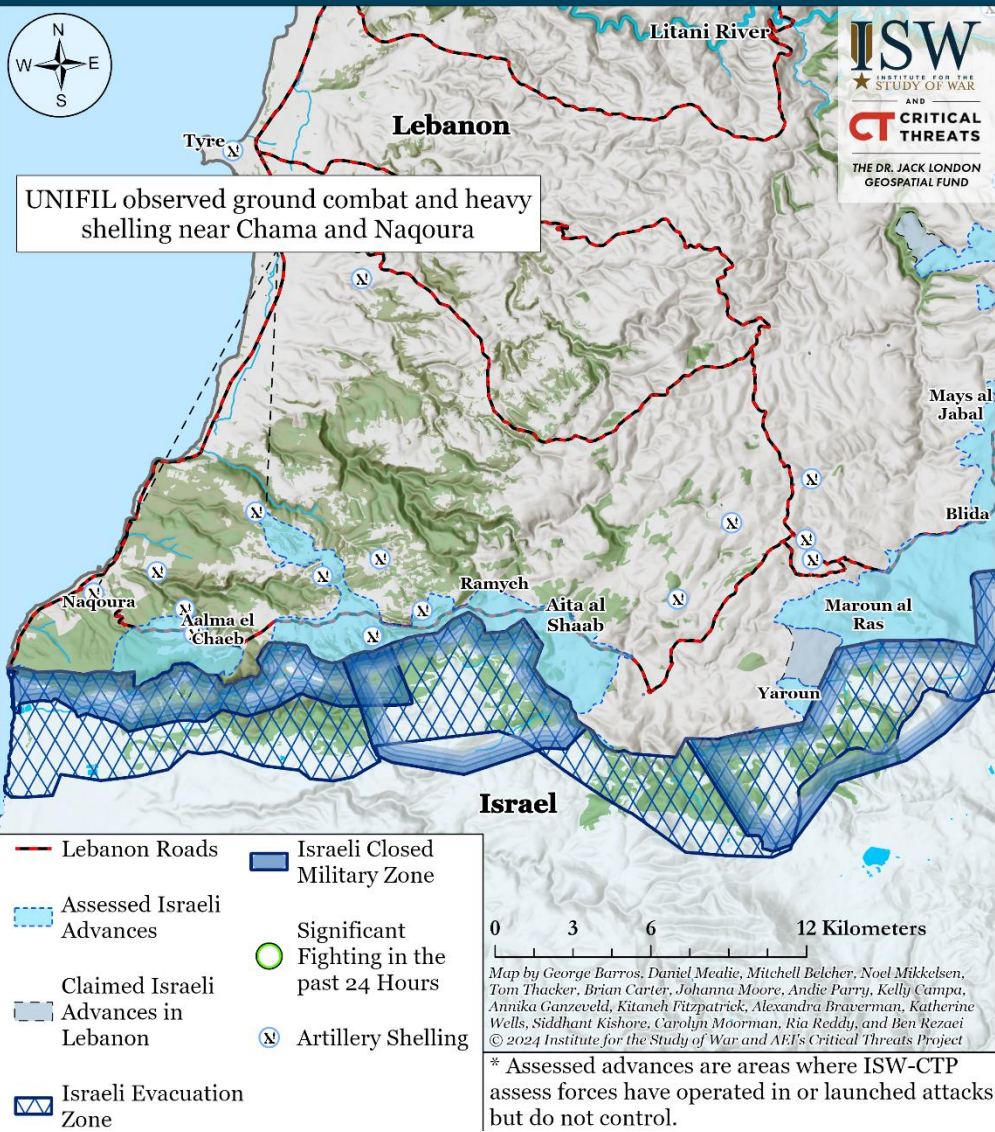 N
W
E
S
Litani River
ISW
INSTITUTE FOR THE
STUDY OF WAR
AND
CT CRITICAL
THREATS
THE DR. JACK LONDON
GEOSPATIAL FUND
Lebanon
Tyre
UNIFIL observed ground combat and heavy
shelling near Chama and Naqoura
Mays al
Jabal
Blida
Ramyeh
Naqoura
Aalma el
Chaeb
Aita al
Shaab
Maroun al
Ras
Yaroun
Israel
Lebanon Roads
Assessed Israeli
Advances
Claimed Israeli
Advances in
Lebanon
Israeli Evacuation
Zone
Israeli Closed
Military Zone
Significant
Fighting in the
past 24 Hours
Artillery Shelling
0 3 6 12 Kilometers
Map by George Barros, Daniel Mealie, Mitchell Belcher, Noel Mikkelsen,
Tom Thacker, Brian Carter, Johanna Moore, Andie Parry, Kelly Campa,
Annika Ganzeveld, Kitaneh Fitzpatrick, Alexandra Braverman, Katherine
Wells, Siddhant Kishore, Carolyn Moorman, Ria Reddy, and Ben Rezaei
© 2024 Institute for the Study of War and AEI's Critical Threats Project
* Assessed advances are areas where ISW-CTP
assess forces have operated in or launched attacks
but do not control.